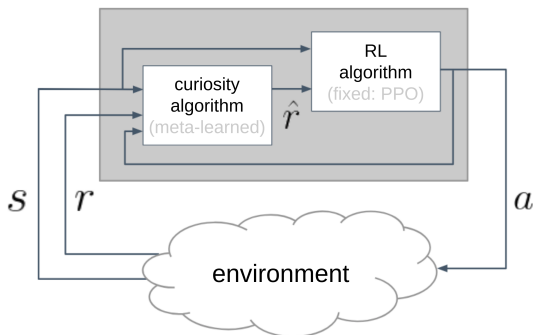 RL
algorithm
(fixed: PPO)
curiosity
algorithm
(meta-learned)
r̂
s
r
a
environment